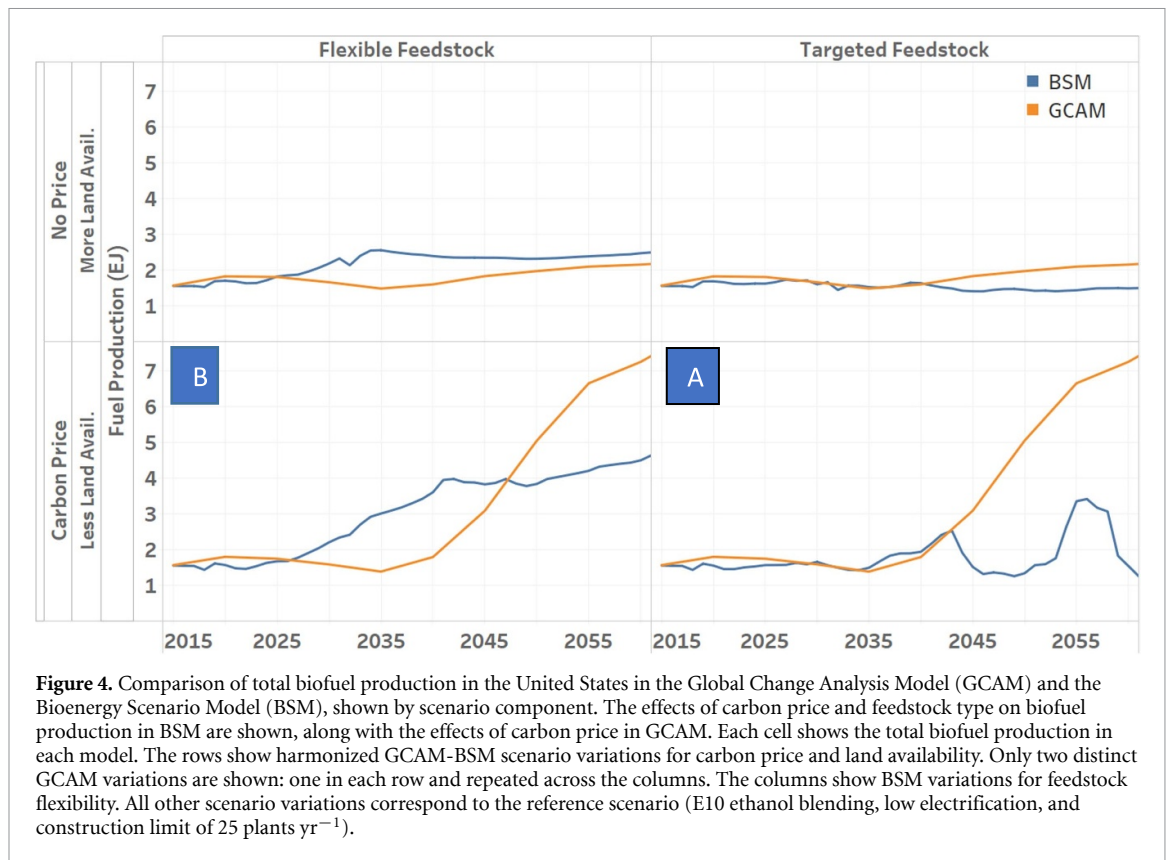 Flexible Feedstock
Targeted Feedstock
BSM
GCAM
No Price
More Land Avail.
Fuel Production (EJ)
7
6
5
4
3
2
1
Carbon Price
Less Land Avail.
7
6
5
4
3
2
1
B
A
2015 2025 2035 2045 2055
2015 2025 2035 2045 2055
Figure 4. Comparison of total biofuel production in the United States in the Global Change Analysis Model (GCAM) and the
Bioenergy Scenario Model (BSM), shown by scenario component. The effects of carbon price and feedstock type on biofuel
production in BSM are shown, along with the effects of carbon price in GCAM. Each cell shows the total biofuel production in
each model. The rows show harmonized GCAM-BSM scenario variations for carbon price and land availability. Only two distinct
GCAM variations are shown: one in each row and repeated across the columns. The columns show BSM variations for feedstock
flexibility. All other scenario variations correspond to the reference scenario (E10 ethanol blending, low electrification, and
construction limit of 25 plants yr⁻¹).